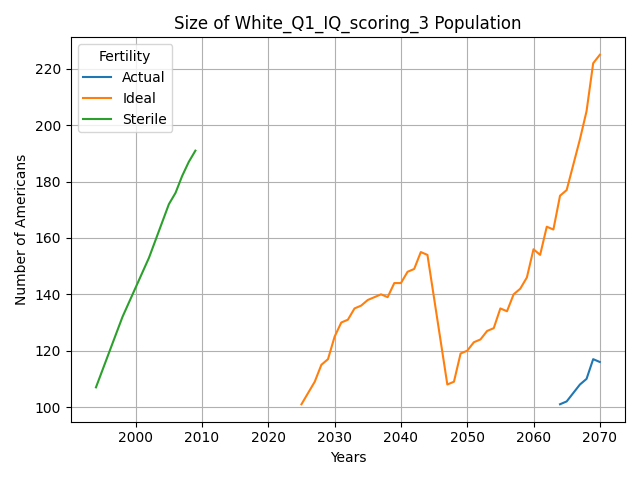 Size of White_Q1_IQ_scoring_3 Population
Fertility
Actual
Ideal
Sterile
Number of Americans
220
200
180
160
140
120
100
2000 2010 2020 2030 2040 2050 2060 2070
Years